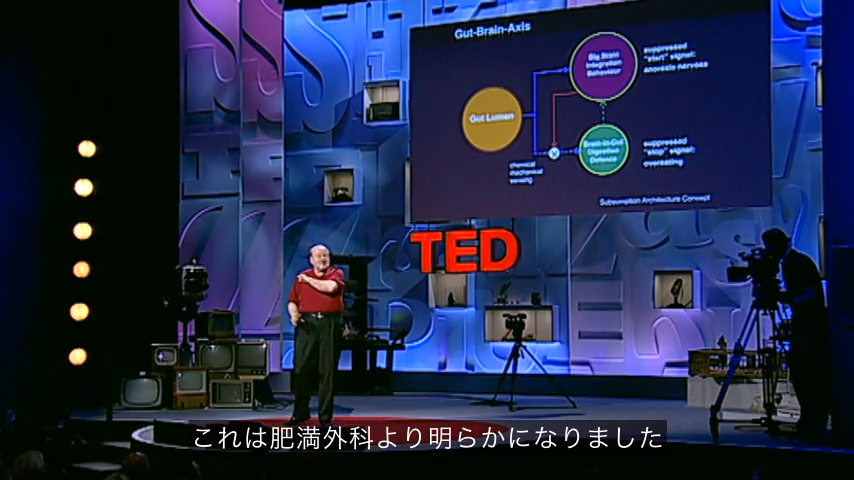 Gut-Brain-Axis
Big Brain
Integration
Behaviour
suppressed
"start" signal:
anorexia nervosa
Gut Lumen
Brain-in-Gut
Digestion
Defence
suppressed
"stop" signal:
overeating
chemical
mechanical
sensing
Subsumption Architecture Concept
TED
これは肥満外科より明らかになりました